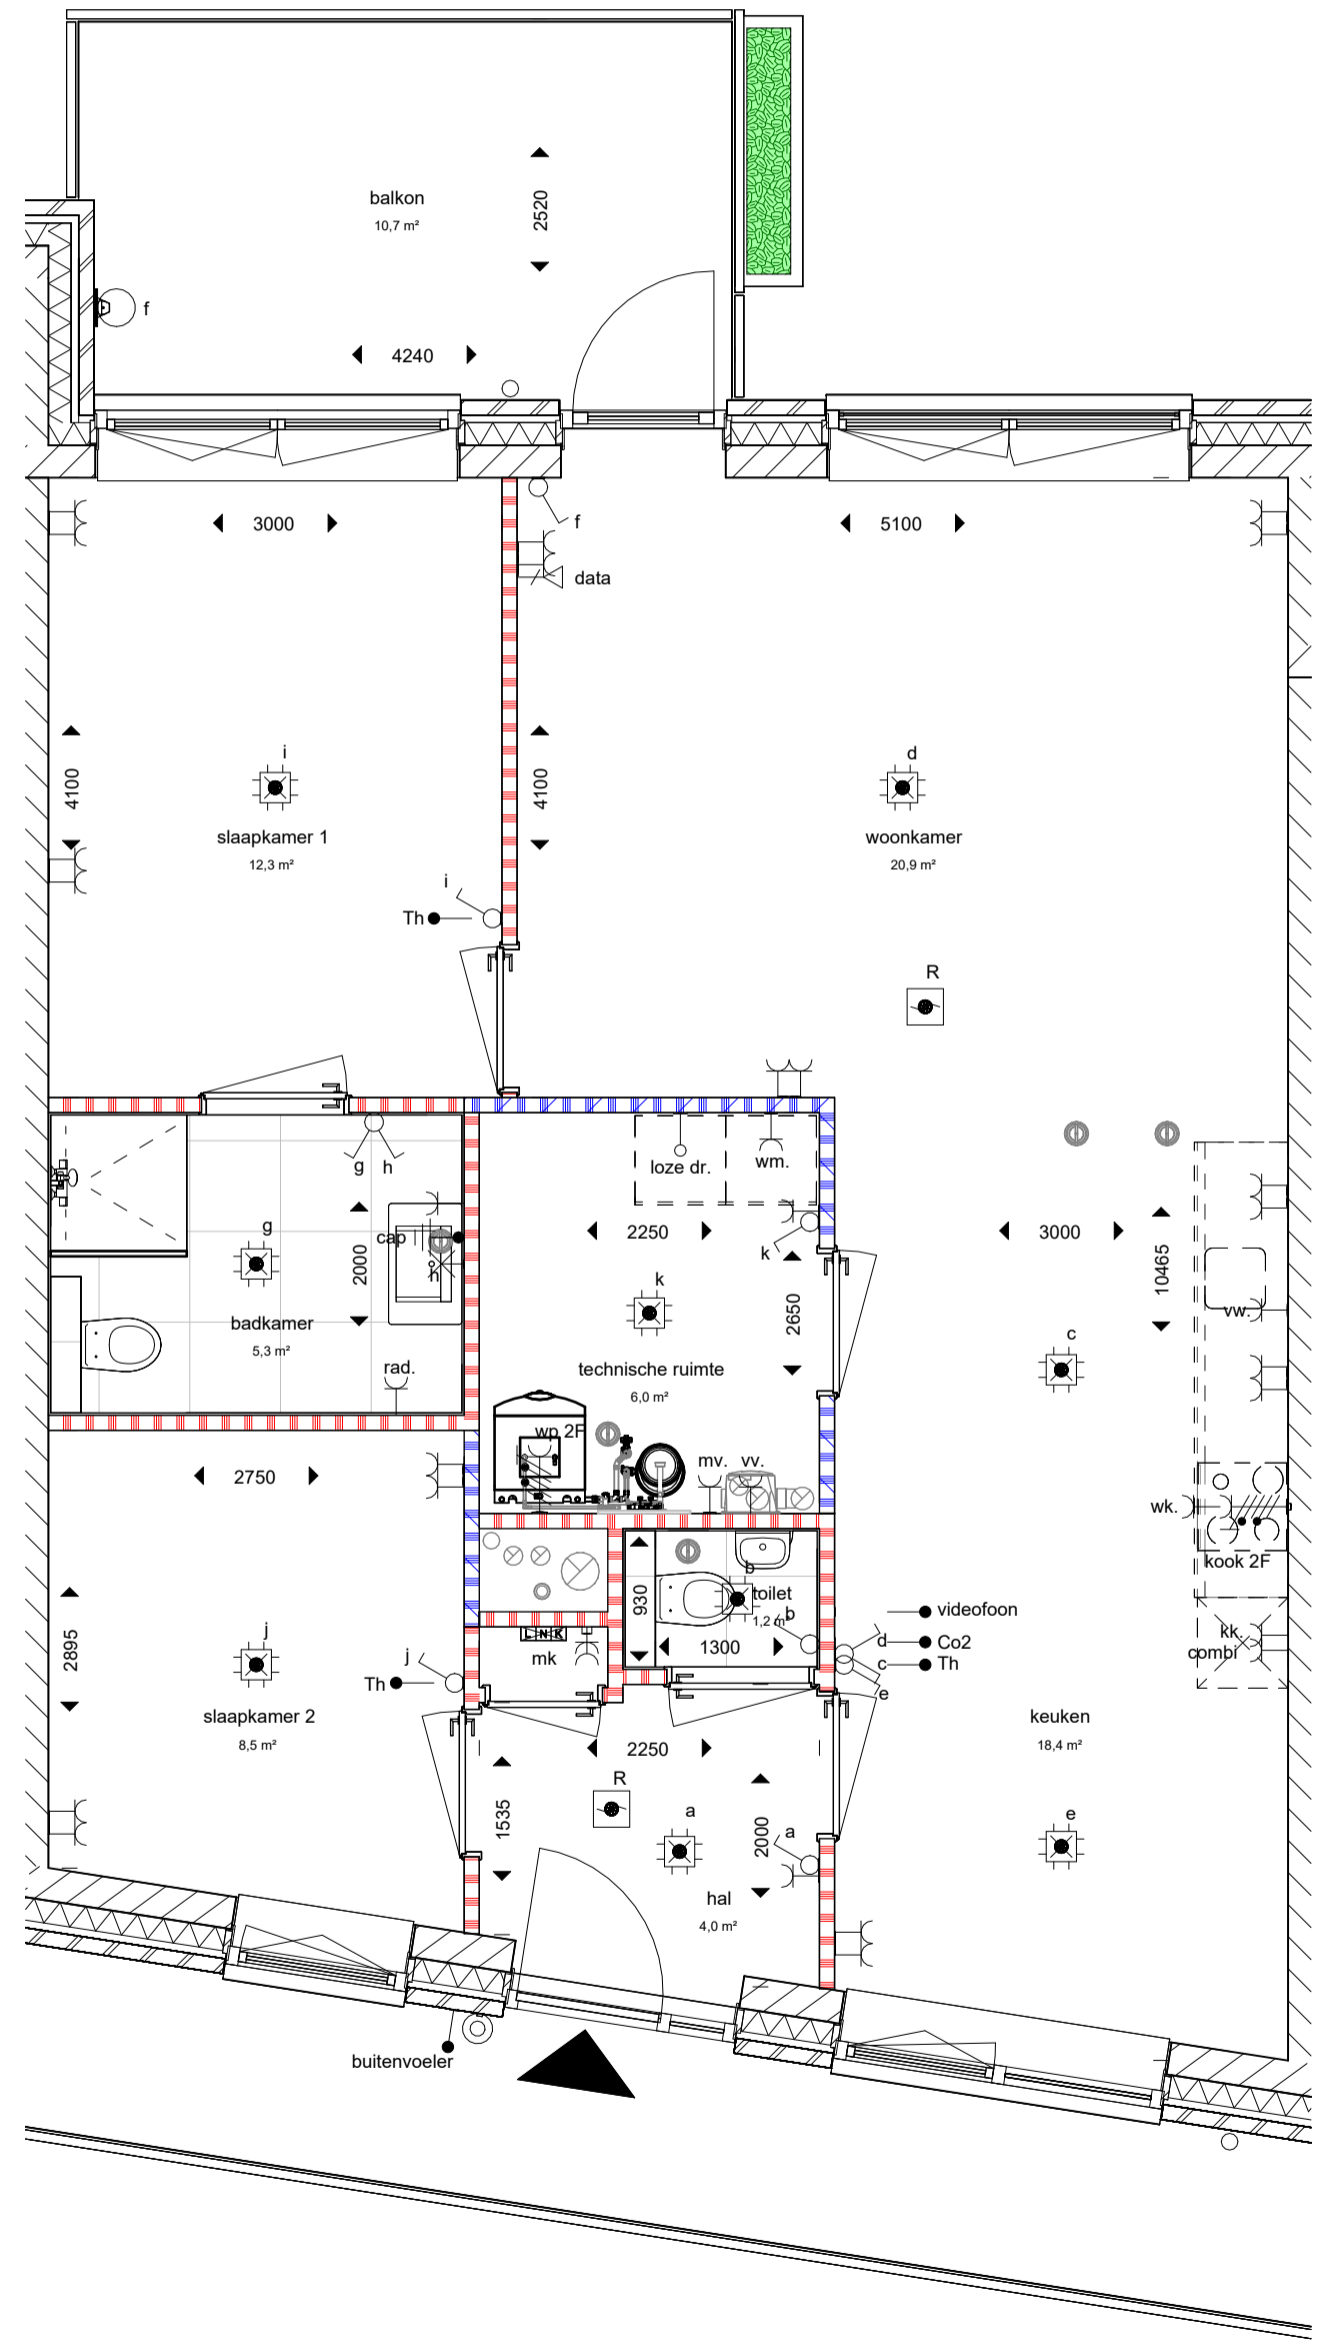 balkon
10,7 m²
2520
f
4240
f
data
3000
5100
4100
4100
i
slaapkamer 1
12,3 m²
d
woonkamer
20,9 m²
i
Th
R
g h
loze dr.
wm.
2250
k
3000
10465
g
cap
h
2000
badkamer
5,3 m²
rad.
k
2650
technische ruimte
6,0 m²
vw.
c
wp 2F
mv. vv.
2750
wk.
kook 2F
930
b
toilet
1,2 m²
b
1300
L N K
mk
videofoon
d
Co2
c
Th
e
kk.
combi
2895
j
j
Th
slaapkamer 2
8,5 m²
2250
keuken
18,4 m²
R
1535
a
2000
a
e
hal
4,0 m²
buitenvoeler